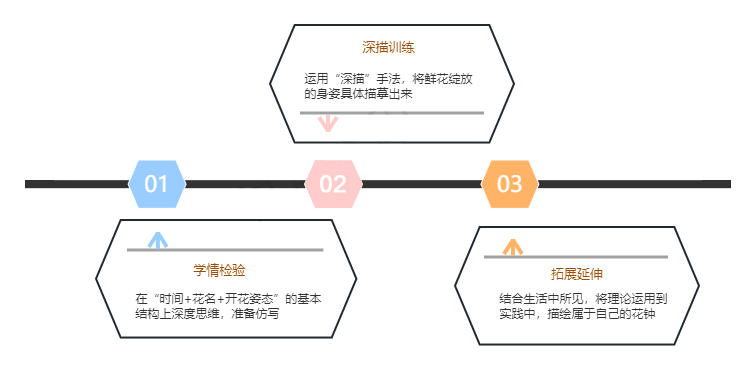 深描训练
运用“深描”手法，将鲜花绽放
的身姿具体描摹出来
01
02
03
学情检验
在“时间+花名+开花姿态”的基本
结构上深度思维，准备仿写
拓展延伸
结合生活中所见，将理论运用到
实践中，描绘属于自己的花钟